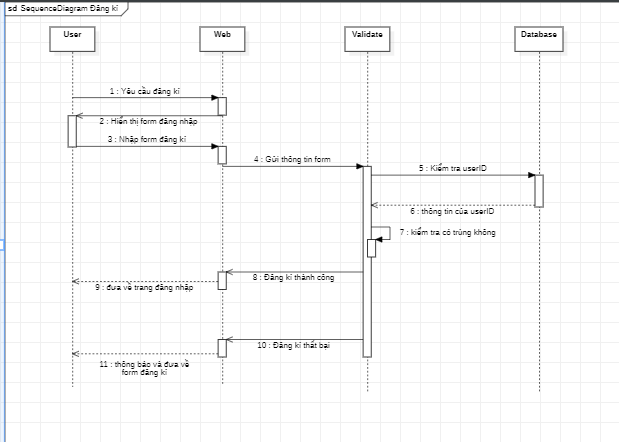 sd SequenceDiagram Đăng kí
User
Web
Validate
Database
1 : Yêu cầu đăng kí
2 : Hiển thị form đăng nhập
3 : Nhập form đăng kí
4 : Gửi thông tin form
5 : Kiểm tra userID
6 : thông tin của userID
7 : kiểm tra có trùng không
8 : Đăng kí thành công
9 : đưa về trang đăng nhập
10 : Đăng kí thất bại
11 : thông báo và đưa về
form đăng kí